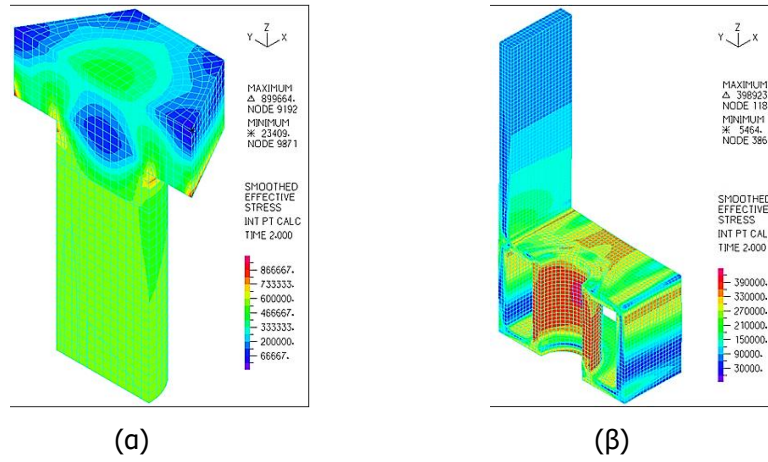 Y Z X
MAXIMUM
△ 899664.
NODE 9192
MINIMUM
✳ 23409.
NODE 9871
SMOOTHED
EFFECTIVE
STRESS
INT PT CALC
TIME 2.000
866667.
733333.
600000.
466667.
333333.
200000.
66667.
(α)
Y Z X
MAXIMUM
△ 398923
NODE 118
MINIMUM
✳ 5464.
NODE 386
SMOOTHED
EFFECTIVE
STRESS
INT PT CAL
TIME 2.000
390000.
330000.
270000.
210000.
150000.
90000.
30000.
(β)